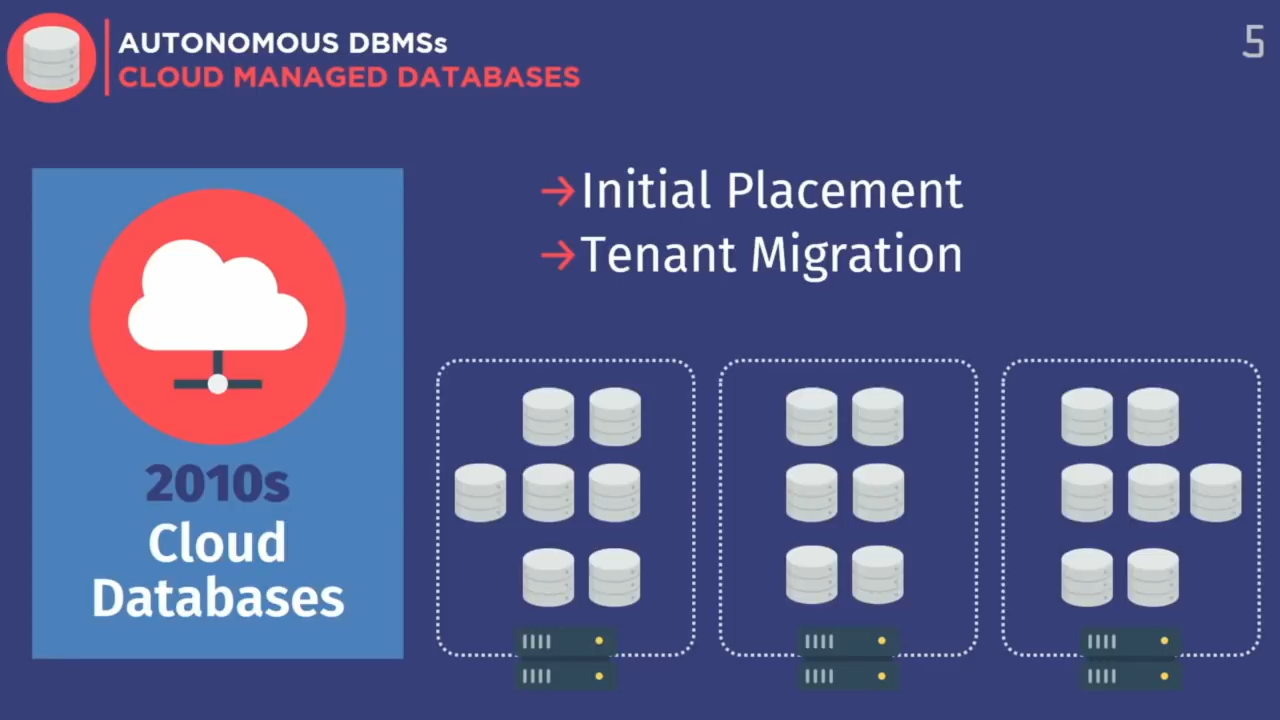 AUTONOMOUS DBMSs
CLOUD MANAGED DATABASES
5
→Initial Placement
→Tenant Migration
2010s
Cloud
Databases